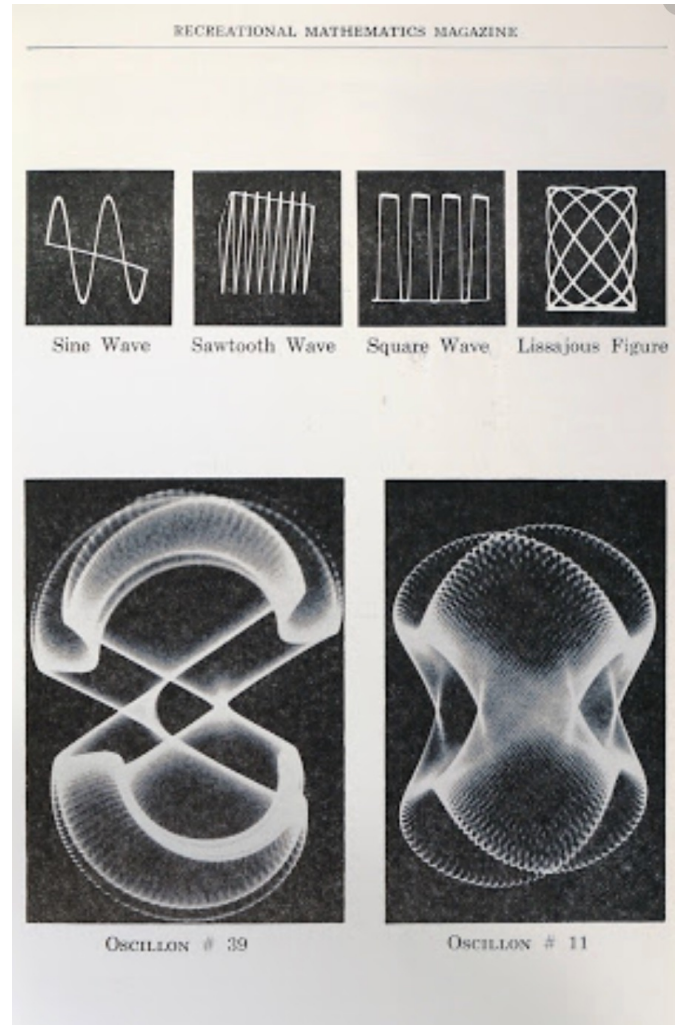 RECREATIONAL MATHEMATICS MAGAZINE
Sine Wave Sawtooth Wave Square Wave Lissajous Figure
OSCILLON # 39 OSCILLON # 11